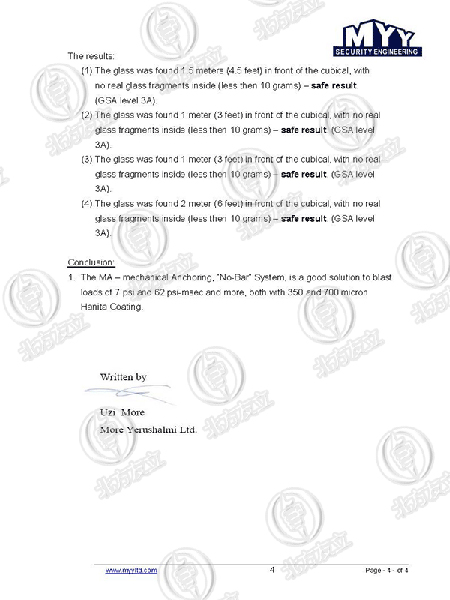 MYY
SECURITY ENGINEERING
The results:
(1) The glass was found 1.5 meters (4.5 feet) in front of the cubical, with
no real glass fragments inside (less then 10 grams) – safe result
(GSA level 3A).
(2) The glass was found 1 meter (3 feet) in front of the cubical, with no real
glass fragments inside (less then 10 grams) – safe result (GSA level
3A).
(3) The glass was found 1 meter (3 feet) in front of the cubical, with no real
glass fragments inside (less then 10 grams) – safe result (GSA level
3A).
(4) The glass was found 2 meter (6 feet) in front of the cubical, with no real
glass fragments inside (less then 10 grams) – safe result (GSA level
3A).
Conclusion:
1. The MA – mechanical Anchoring, "No-Bar" System, is a good solution to blast
loads of 7 psi and 62 psi-msec and more, both with 350 and 700 micron
Hanita Coating.
Written by
Uzi More
More Yerushalmi Ltd.
www.myyltd.com 4 Page - 4 - of 4